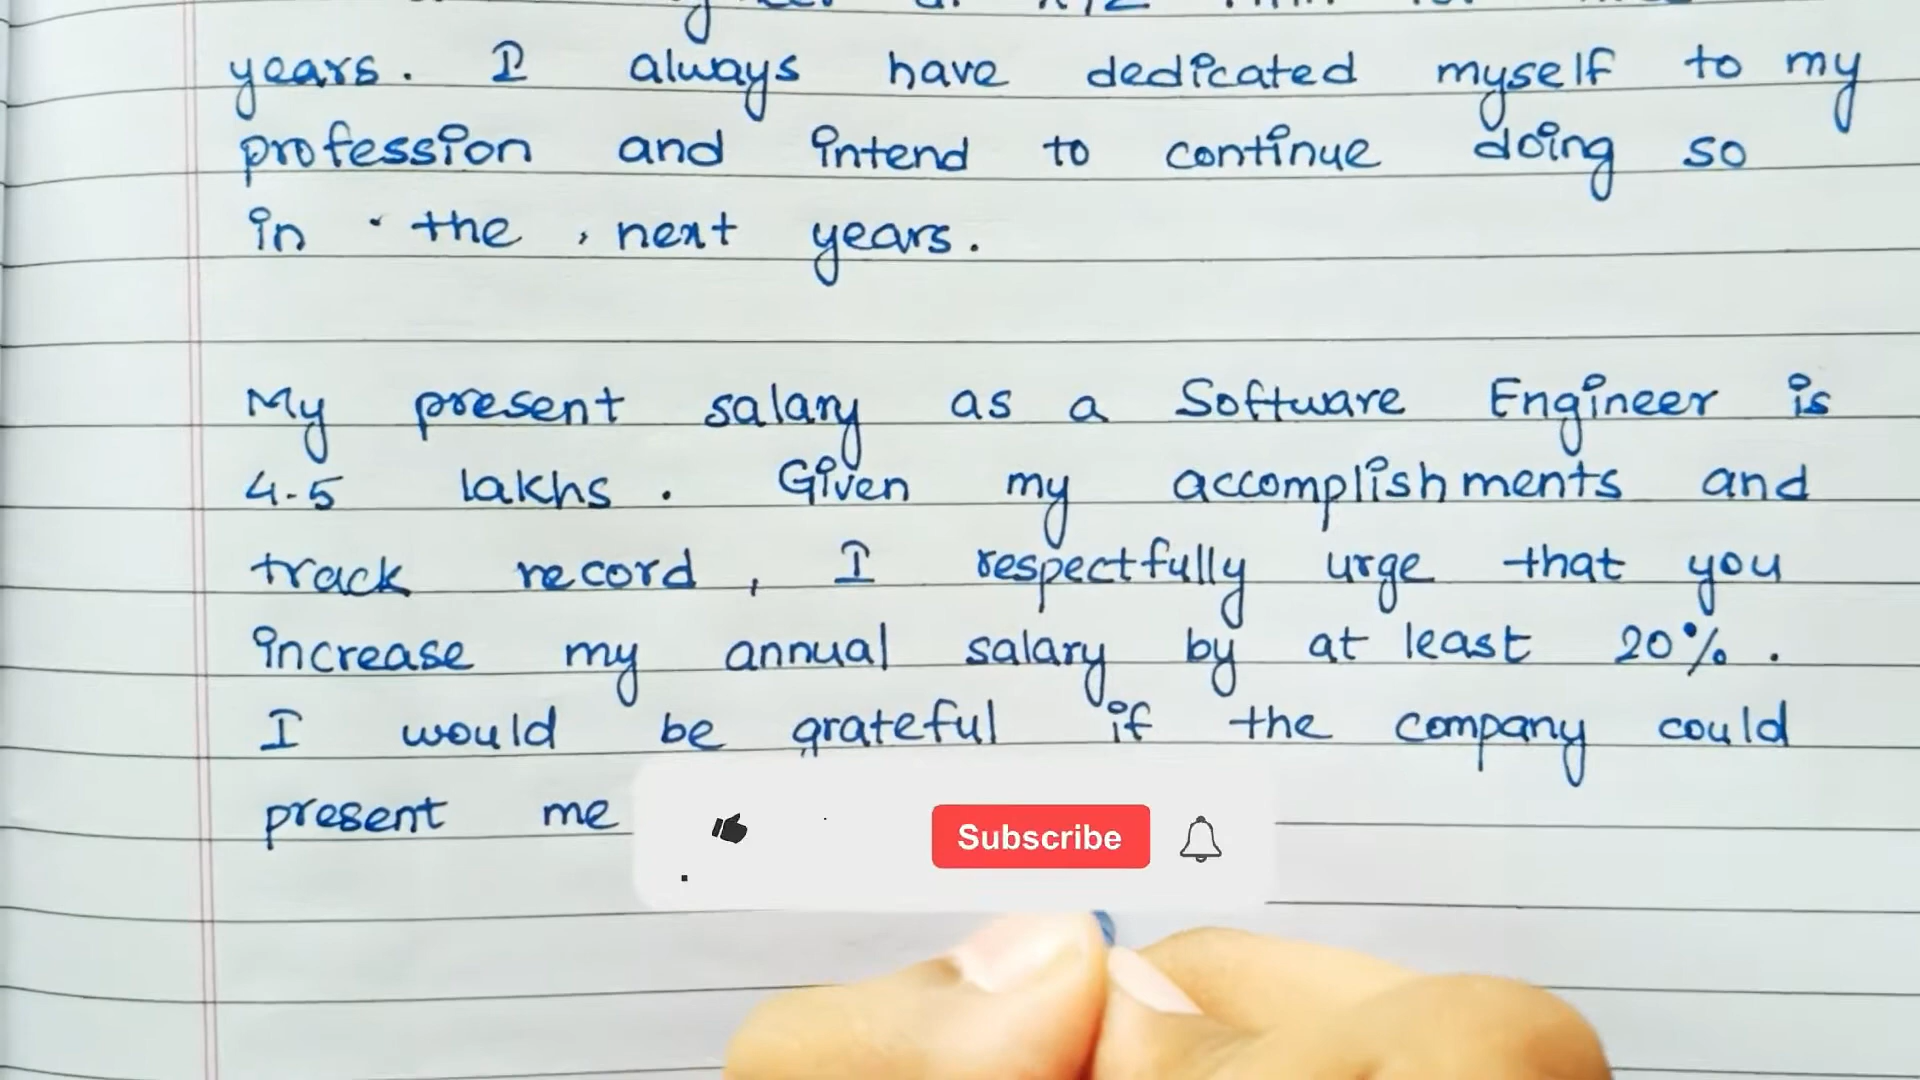 years. I always have dedicated myself to my
profession and intend to continue doing so
in the next years.
My present salary as a Software Engineer is
4.5 lakhs. Given my accomplishments and
track record, I respectfully urge that you
increase my annual salary by at least 20%.
I would be grateful if the company could
present me
Subscribe